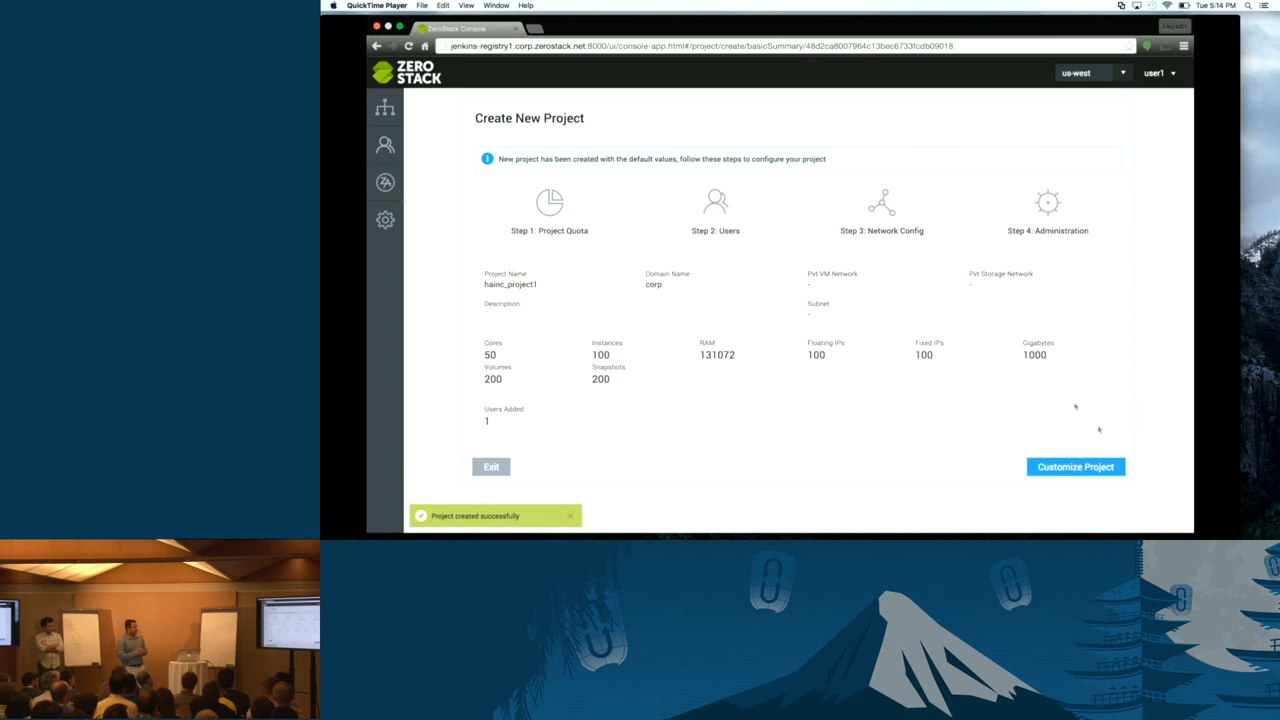 QuickTime Player File Edit View Window Help Tue 5:14 PM
ZeroStack Console
jenkins-registry1.corp.zerostack.net:8000/ui/console-app.html#/project/create/basicSummary/48d2ca8007964c13bec6733fcdb09018
ZERO
STACK
us-west
user1
Create New Project
New project has been created with the default values, follow these steps to configure your project
Step 1: Project Quota
Step 2: Users
Step 3: Network Config
Step 4: Administration
Project Name
hainc_project1
Domain Name
corp
Pvt VM Network
-
Pvt Storage Network
-
Description
Subnet
-
Cores
50
Instances
100
RAM
131072
Floating IPs
100
Fixed IPs
100
Gigabytes
1000
Volumes
200
Snapshots
200
Users Added
1
Exit
Customize Project
Project created successfully